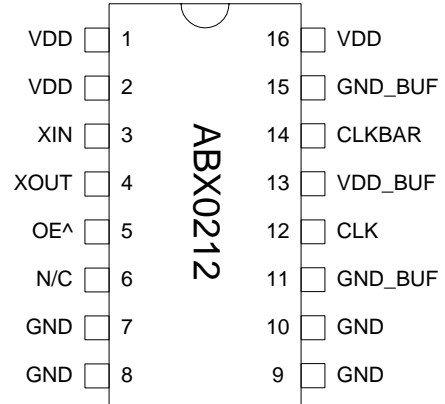 VDD 1 16 VDD
VDD 2 15 GND_BUF
XIN 3 14 CLKBAR
XOUT 4 13 VDD_BUF
OE^ 5 12 CLK
N/C 6 11 GND_BUF
GND 7 10 GND
GND 8 9 GND
ABX0212